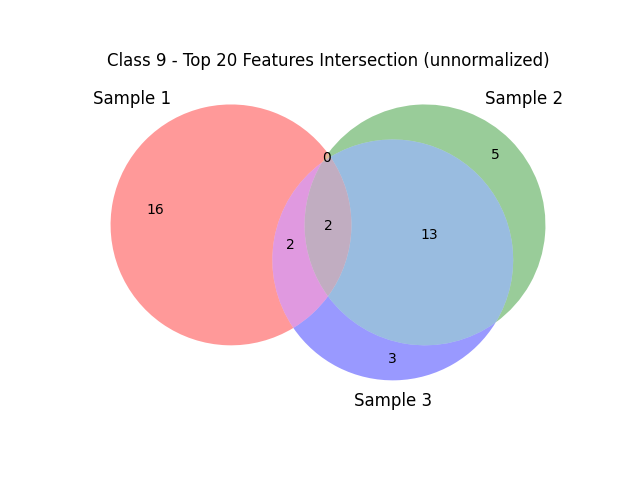 Class 9 - Top 20 Features Intersection (unnormalized)
Sample 1
Sample 2
0
5
16
2
13
2
3
Sample 3